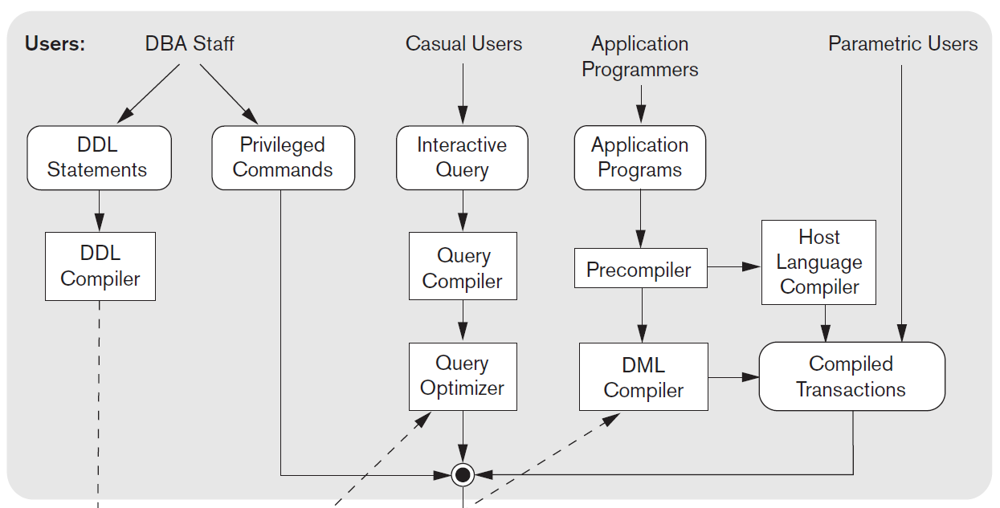 Users:
DBA Staff
Casual Users
Application
Programmers
Parametric Users
DDL
Statements
Privileged
Commands
Interactive
Query
Application
Programs
DDL
Compiler
Query
Compiler
Precompiler
Host
Language
Compiler
Query
Optimizer
DML
Compiler
Compiled
Transactions